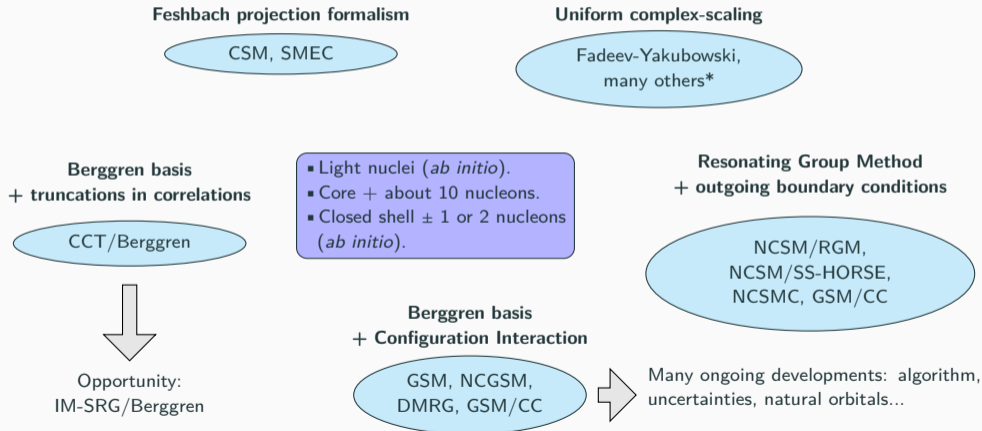 Feshbach projection formalism
CSM, SMEC
Uniform complex-scaling
Fadeev-Yakubowski,
many others*
Berggren basis
+ truncations in correlations
CCT/Berggren
Opportunity:
IM-SRG/Berggren
▪ Light nuclei (ab initio).
▪ Core + about 10 nucleons.
▪ Closed shell ± 1 or 2 nucleons
(ab initio).
Resonating Group Method
+ outgoing boundary conditions
NCSM/RGM,
NCSM/SS-HORSE,
NCSMC, GSM/CC
Berggren basis
+ Configuration Interaction
GSM, NCGSM,
DMRG, GSM/CC
Many ongoing developments: algorithm,
uncertainties, natural orbitals...